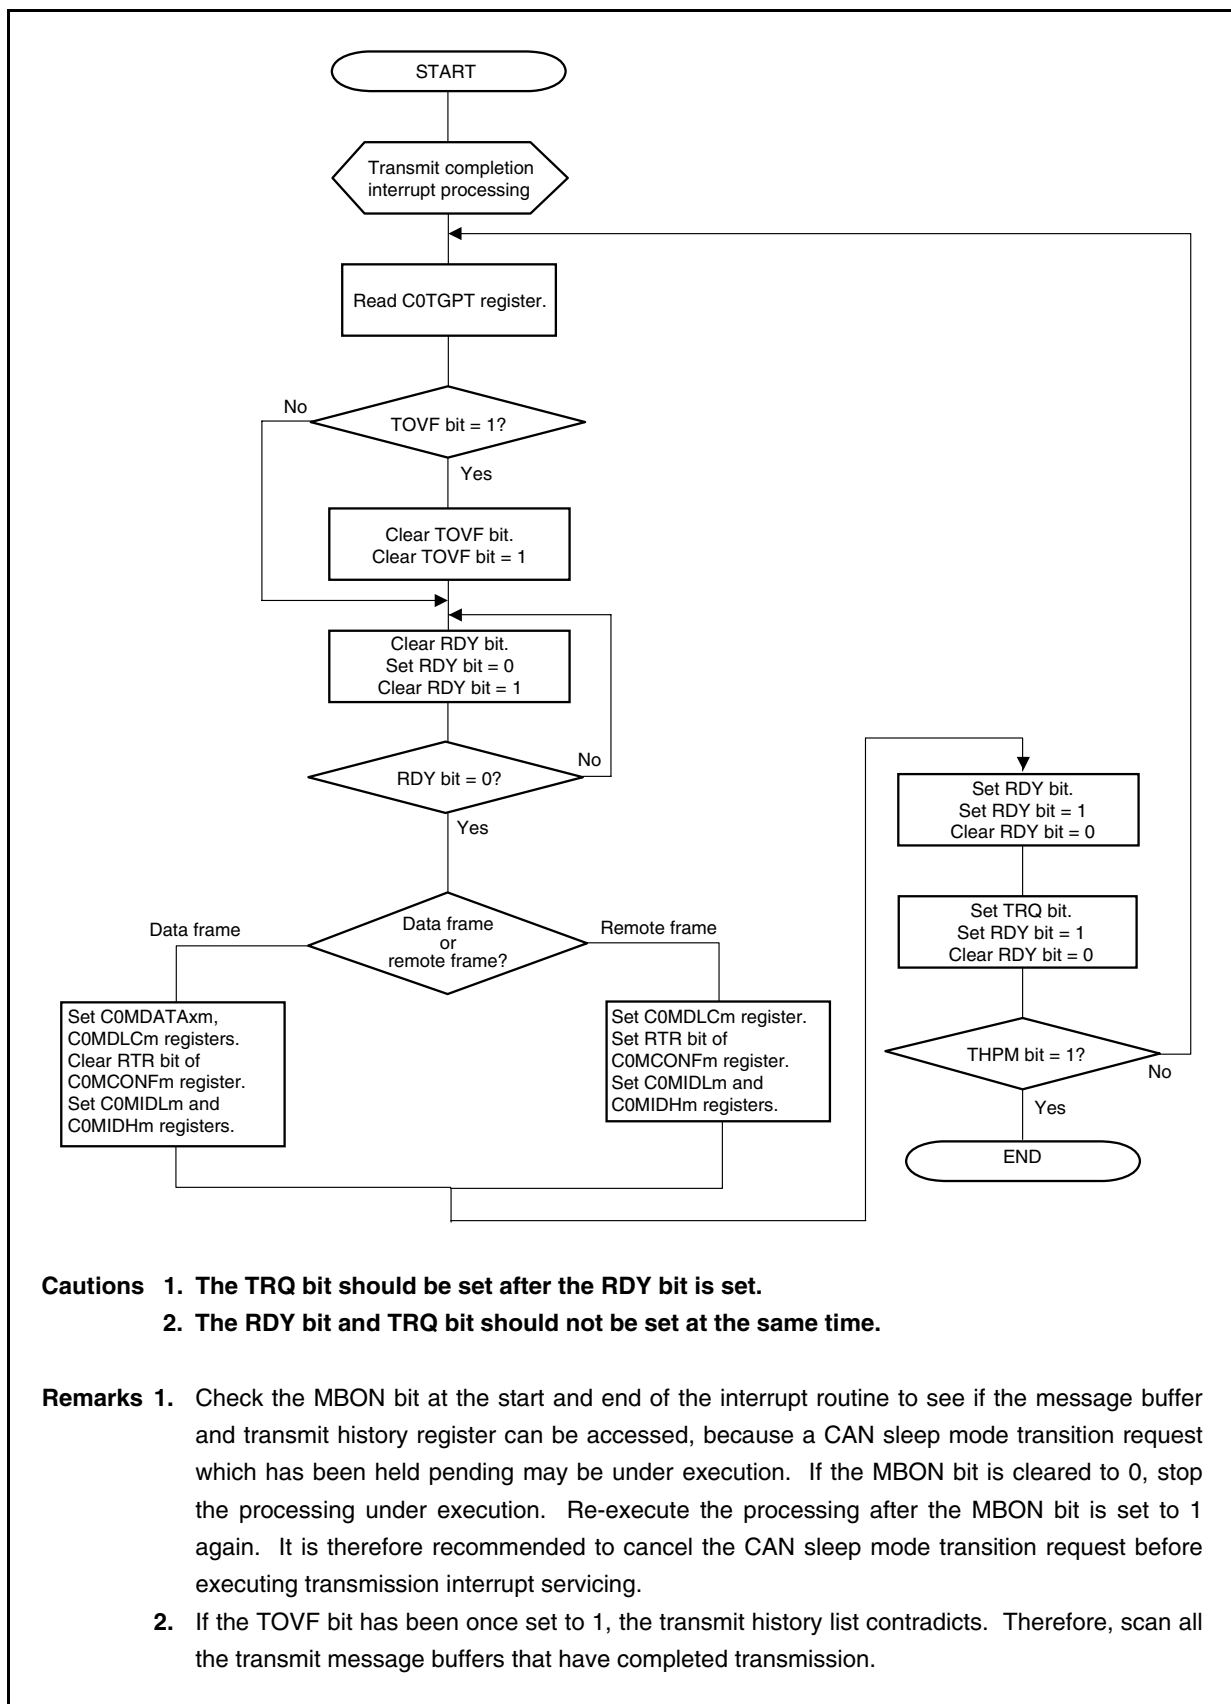 START
Transmit completion
interrupt processing
Read C0TGPT register.
No
TOVF bit = 1?
Yes
Clear TOVF bit.
Clear TOVF bit = 1
Clear RDY bit.
Set RDY bit = 0
Clear RDY bit = 1
No
RDY bit = 0?
Yes
Data frame
Data frame
or
remote frame?
Remote frame
Set C0MDATAxm,
C0MDLCm registers.
Clear RTR bit of
C0MCONFm register.
Set C0MIDLm and
C0MIDHm registers.
Set C0MDLCm register.
Set RTR bit of
C0MCONFm register.
Set C0MIDLm and
C0MIDHm registers.
Set RDY bit.
Set RDY bit = 1
Clear RDY bit = 0
Set TRQ bit.
Set RDY bit = 1
Clear RDY bit = 0
THPM bit = 1?
No
Yes
END
Cautions 1. The TRQ bit should be set after the RDY bit is set.
2. The RDY bit and TRQ bit should not be set at the same time.
Remarks 1. Check the MBON bit at the start and end of the interrupt routine to see if the message buffer
and transmit history register can be accessed, because a CAN sleep mode transition request
which has been held pending may be under execution. If the MBON bit is cleared to 0, stop
the processing under execution. Re-execute the processing after the MBON bit is set to 1
again. It is therefore recommended to cancel the CAN sleep mode transition request before
executing transmission interrupt servicing.
2. If the TOVF bit has been once set to 1, the transmit history list contradicts. Therefore, scan all
the transmit message buffers that have completed transmission.